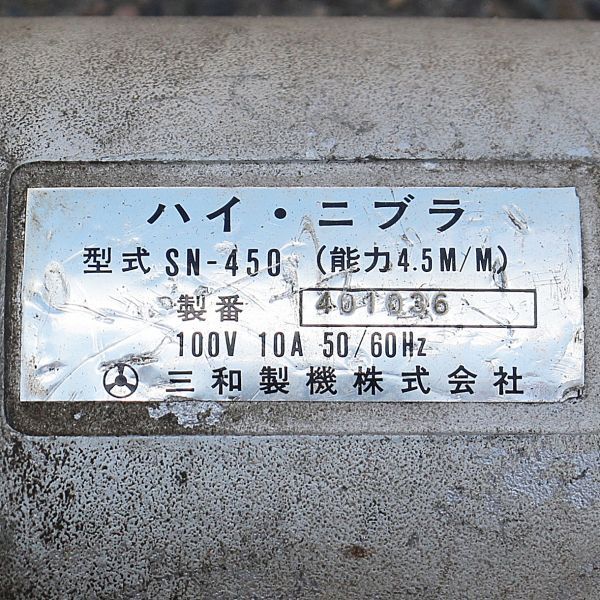 ハイ・ニブラ
型式 SN-450 (能力4.5M/M)
製番 401036
100V 10A 50/60Hz
三和製機株式会社